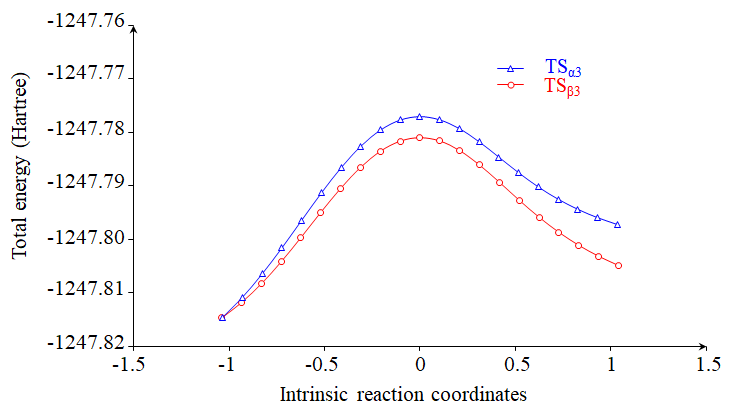 -1247.76
-1247.77
-1247.78
-1247.79
-1247.80
-1247.81
-1247.82
Total energy (Hartree)
TSα3
TSβ3
-1.5 -1 -0.5 0 0.5 1 1.5
Intrinsic reaction coordinates